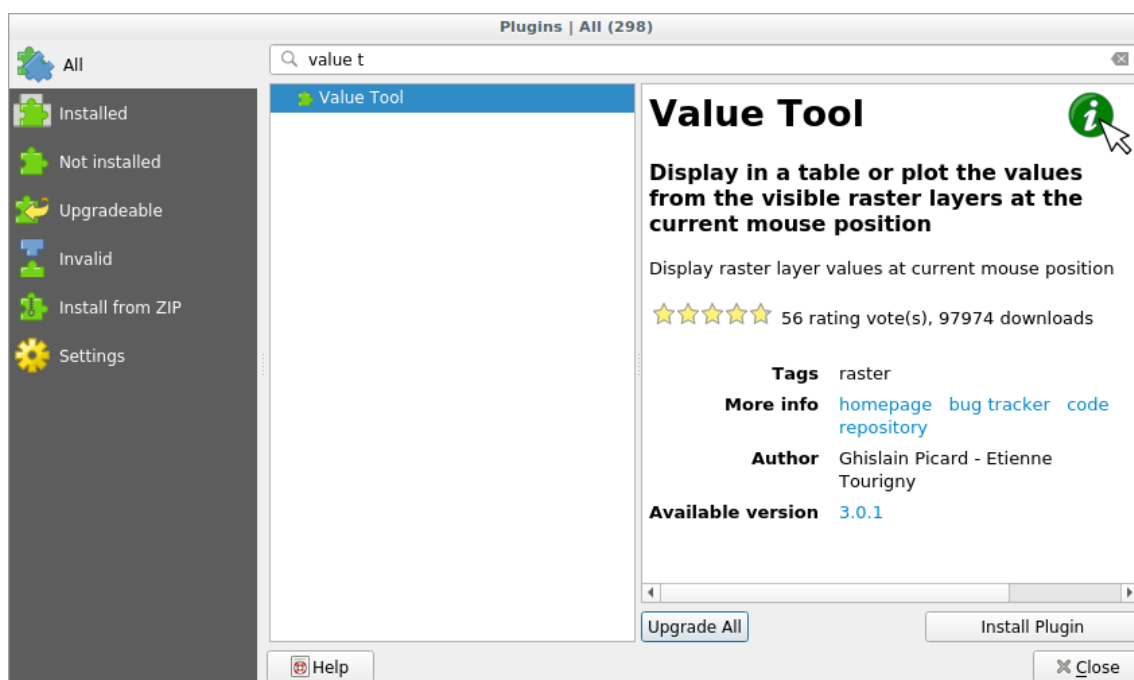 Plugins | All (298)
All
Installed
Not installed
Upgradeable
Invalid
Install from ZIP
Settings
value t
Value Tool
Value Tool
Display in a table or plot the values
from the visible raster layers at the
current mouse position
Display raster layer values at current mouse position
56 rating vote(s), 97974 downloads
Tags raster
More info homepage bug tracker code
repository
Author Ghislain Picard - Etienne
Tourigny
Available version 3.0.1
Upgrade All Install Plugin
Help Close